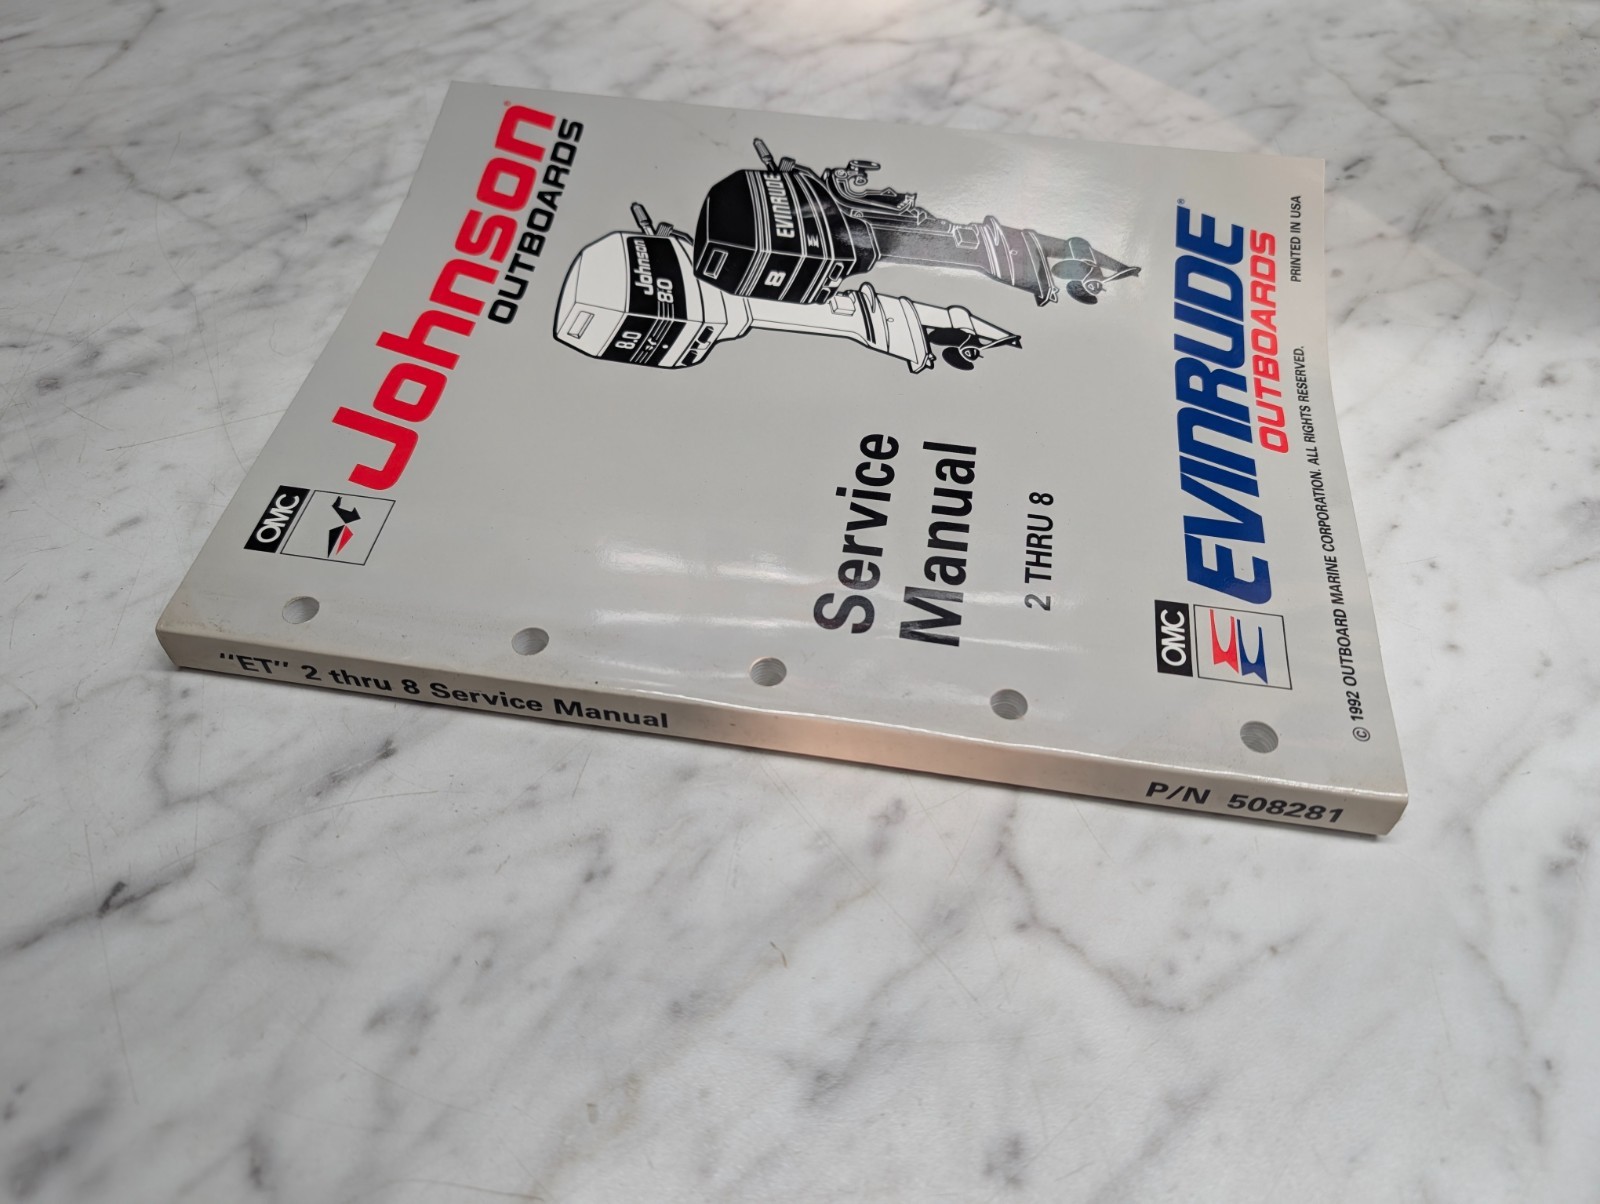 OMC
Johnson®
OUTBOARDS
Johnson
8.0
8.0
EVINRUDE
8
Service
Manual
2 THRU 8
OMC
EVINRUDE®
OUTBOARDS
© 1992 OUTBOARD MARINE CORPORATION. ALL RIGHTS RESERVED.
PRINTED IN USA
"ET" 2 thru 8 Service Manual
P/N 508281